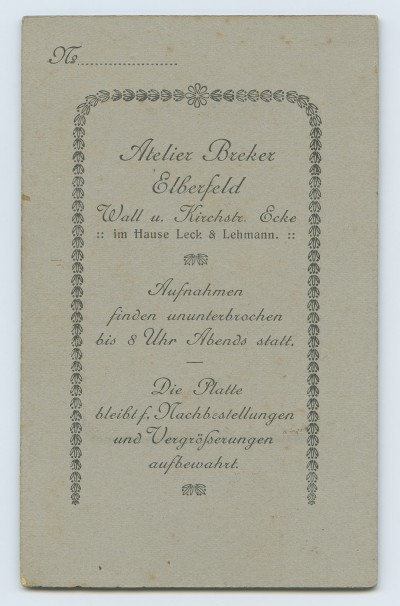 No
Atelier Breker
Elberfeld
Wall u. Kirchstr. Ecke
:: im Hause Leck & Lehmann. ::
Aufnahmen
finden ununterbrochen
bis 8 Uhr Abends statt.
—
Die Platte
bleibt f. Nachbestellungen
und Vergrößerungen
aufbewahrt.